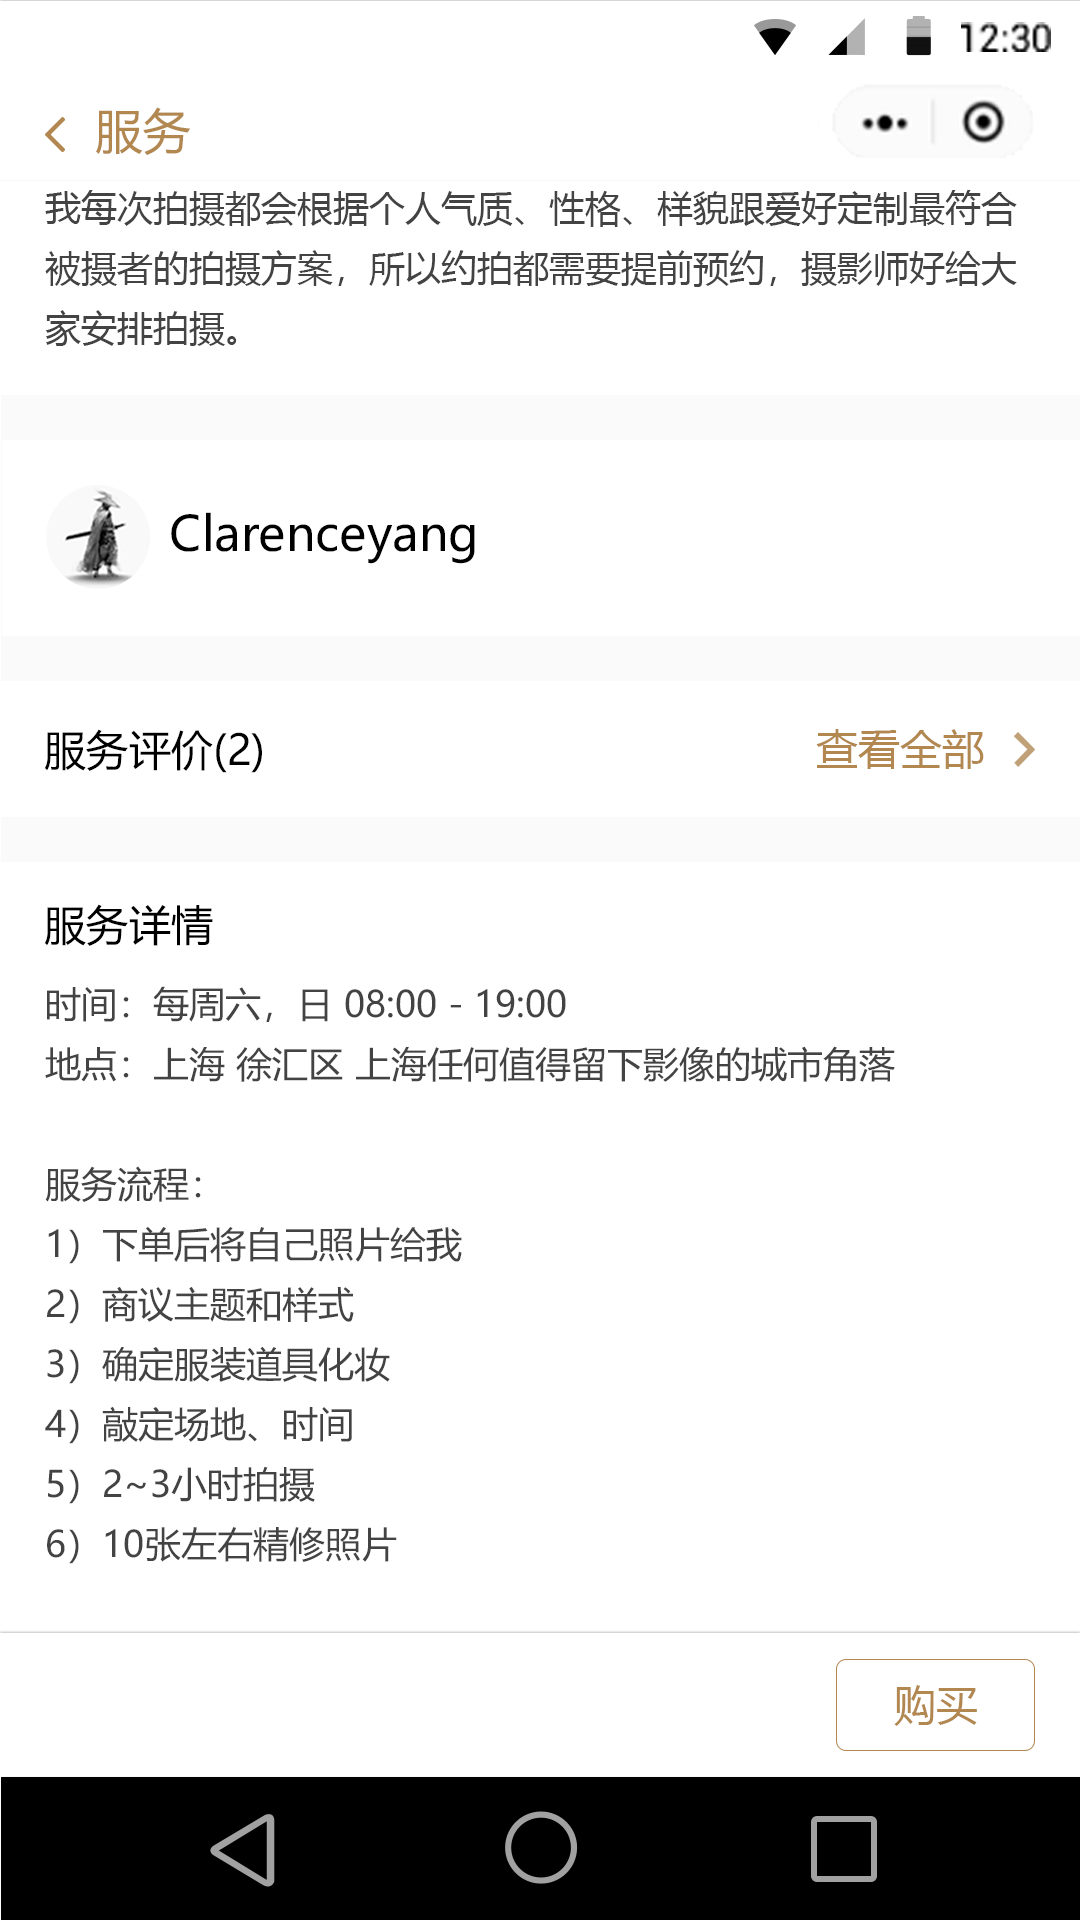 12:30
服务
我每次拍摄都会根据个人气质、性格、样貌跟爱好定制最符合
被摄者的拍摄方案，所以约拍都需要提前预约，摄影师好给大
家安排拍摄。
Clarenceyang
服务评价(2) 查看全部
服务详情
时间：每周六，日 08:00 - 19:00
地点：上海 徐汇区 上海任何值得留下影像的城市角落
服务流程：
1）下单后将自己照片给我
2）商议主题和样式
3）确定服装道具化妆
4）敲定场地、时间
5）2~3小时拍摄
6）10张左右精修照片
购买